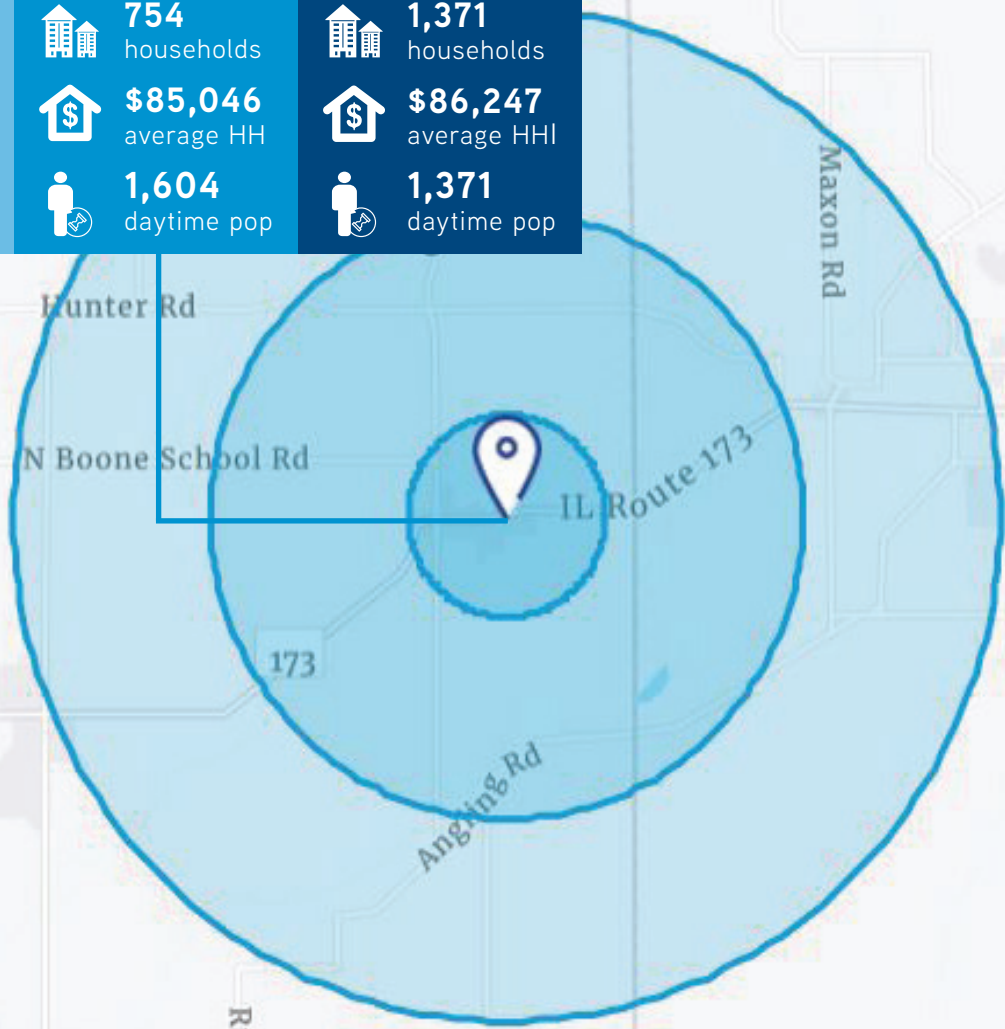 754
households
$85,046
average HH
1,604
daytime pop
1,371
households
$86,247
average HHI
1,371
daytime pop
Maxon Rd
Hunter Rd
N Boone School Rd
IL Route 173
173
Angling Rd
R